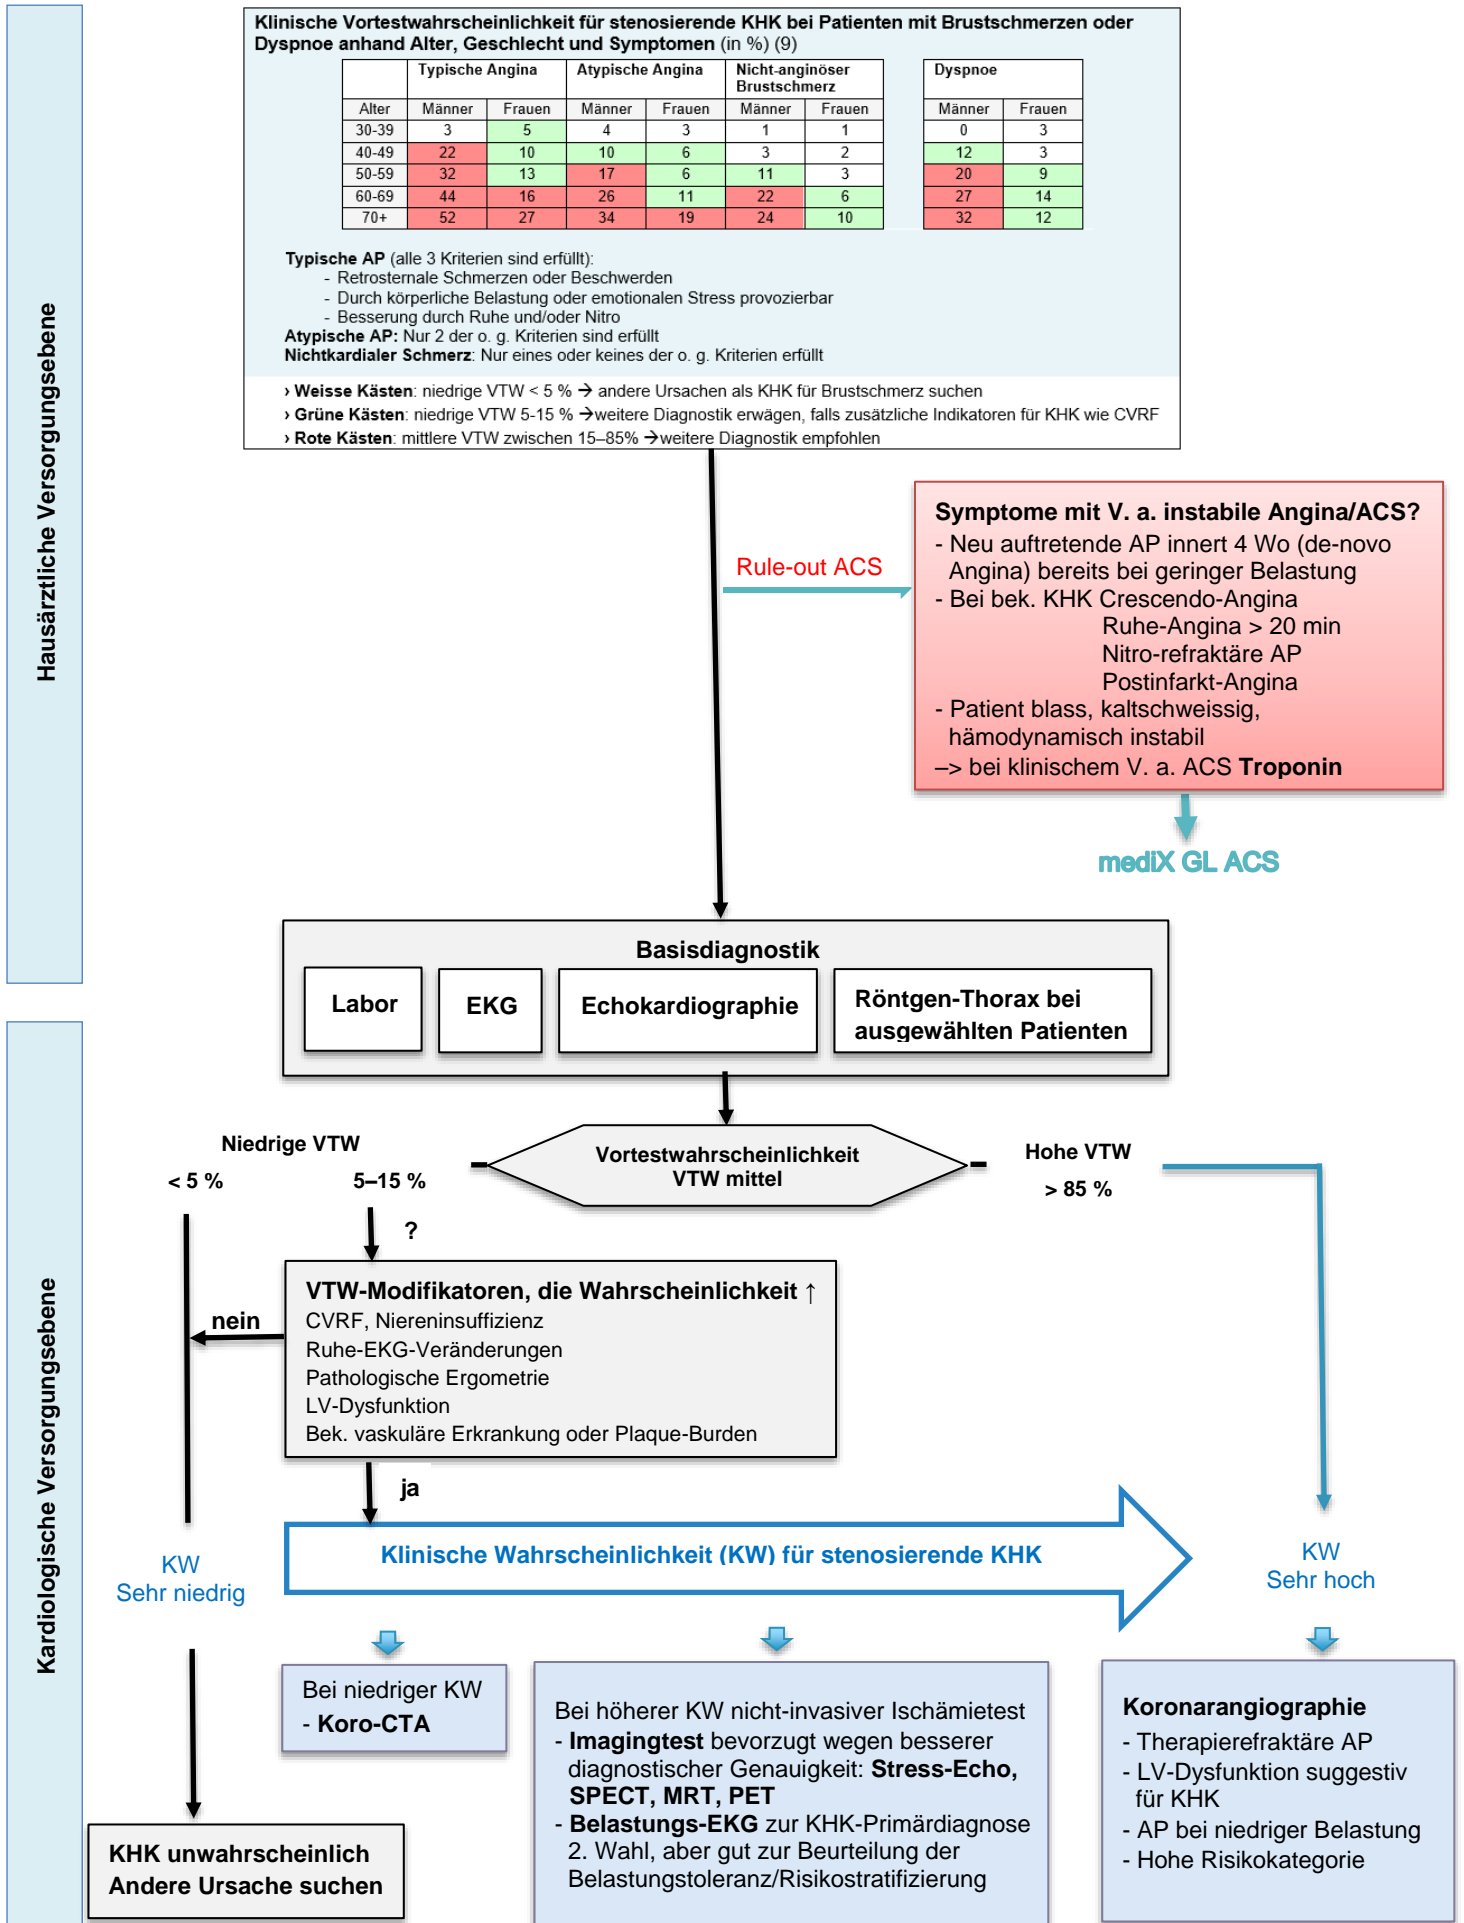 Hausärztliche Versorgungsebene
Klinische Vortestwahrscheinlichkeit für stenosierende KHK bei Patienten mit Brustschmerzen oder
Dyspnoe anhand Alter, Geschlecht und Symptomen (in %) (9)
Typische Angina Atypische Angina Nicht-anginöser Dyspnoe
Brustschmerz
Alter Männer Frauen Männer Frauen Männer Frauen Männer Frauen
30-39 3 5 4 3 1 1 0 3
40-49 22 10 10 6 3 2 12 3
50-59 32 13 17 6 11 3 20 9
60-69 44 16 26 11 22 6 27 14
70+ 52 27 34 19 24 10 32 12
Typische AP (alle 3 Kriterien sind erfüllt):
- Retrosternale Schmerzen oder Beschwerden
- Durch körperliche Belastung oder emotionalen Stress provozierbar
- Besserung durch Ruhe und/oder Nitro
Atypische AP: Nur 2 der o. g. Kriterien sind erfüllt
Nichtkardialer Schmerz: Nur eines oder keines der o. g. Kriterien erfüllt
› Weisse Kästen: niedrige VTW < 5 % → andere Ursachen als KHK für Brustschmerz suchen
› Grüne Kästen: niedrige VTW 5-15 % →weitere Diagnostik erwägen, falls zusätzliche Indikatoren für KHK wie CVRF
› Rote Kästen: mittlere VTW zwischen 15–85% →weitere Diagnostik empfohlen
Rule-out ACS
Symptome mit V. a. instabile Angina/ACS?
- Neu auftretende AP innert 4 Wo (de-novo
Angina) bereits bei geringer Belastung
- Bei bek. KHK Crescendo-Angina
Ruhe-Angina > 20 min
Nitro-refraktäre AP
Postinfarkt-Angina
- Patient blass, kaltschweissig,
hämodynamisch instabil
–> bei klinischem V. a. ACS Troponin
mediX GL ACS
Basisdiagnostik
Labor
EKG
Echokardiographie
Röntgen-Thorax bei
ausgewählten Patienten
Kardiologische Versorgungsebene
Niedrige VTW
< 5 % 5–15 %
Vortestwahrscheinlichkeit
VTW mittel
Hohe VTW
> 85 %
?
VTW-Modifikatoren, die Wahrscheinlichkeit ↑
CVRF, Niereninsuffizienz
Ruhe-EKG-Veränderungen
Pathologische Ergometrie
LV-Dysfunktion
Bek. vaskuläre Erkrankung oder Plaque-Burden
nein
ja
KW
Sehr niedrig
Klinische Wahrscheinlichkeit (KW) für stenosierende KHK
KW
Sehr hoch
Bei niedriger KW
- Koro-CTA
Bei höherer KW nicht-invasiver Ischämietest
- Imagingtest bevorzugt wegen besserer
diagnostischer Genauigkeit: Stress-Echo,
SPECT, MRT, PET
- Belastungs-EKG zur KHK-Primärdiagnose
2. Wahl, aber gut zur Beurteilung der
Belastungstoleranz/Risikostratifizierung
Koronarangiographie
- Therapierefraktäre AP
- LV-Dysfunktion suggestiv
für KHK
- AP bei niedriger Belastung
- Hohe Risikokategorie
KHK unwahrscheinlich
Andere Ursache suchen